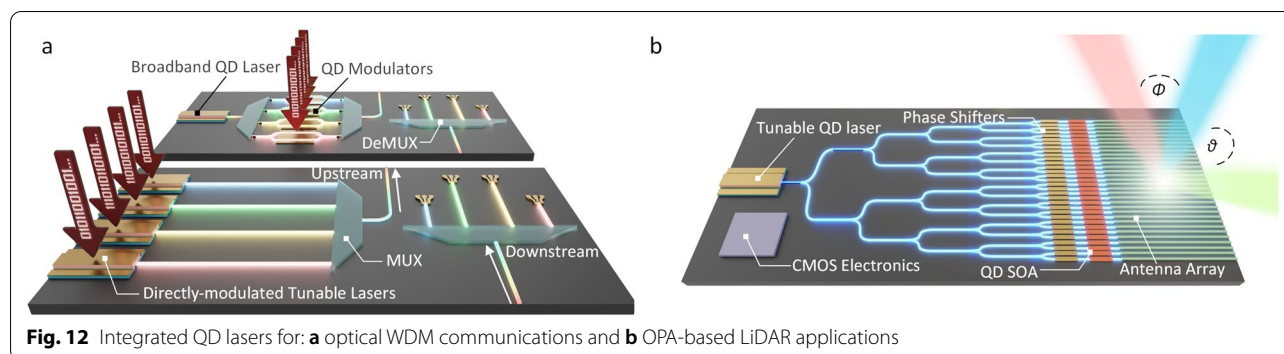 a
Broadband QD Laser
QD Modulators
DeMUX
Upstream
Downstream
MUX
Directly-modulated Tunable Lasers
b
Φ
ϑ
Phase Shifters
Tunable QD laser
CMOS Electronics
QD SOA
Antenna Array
Fig. 12 Integrated QD lasers for: a optical WDM communications and b OPA-based LiDAR applications